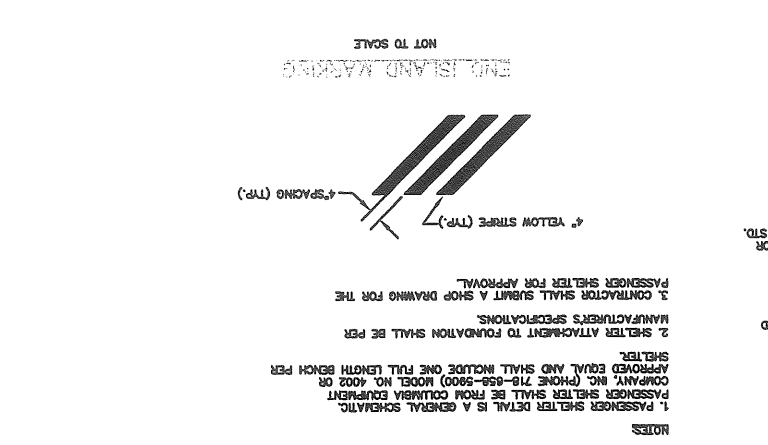 NOTES:
1. PASSENGER SHELTER DETAIL IS A GENERAL SCHEMATIC.
PASSENGER SHELTER SHALL BE FROM COLUMBIA EQUIPMENT
COMPANY, INC. (PHONE 718-658-5900) MODEL NO. 4002 OR
APPROVED EQUAL AND SHALL INCLUDE ONE FULL LENGTH BENCH PER
SHELTER.
2. SHELTER ATTACHMENT TO FOUNDATION SHALL BE PER
MANUFACTURER'S SPECIFICATIONS.
3. CONTRACTOR SHALL SUBMIT A SHOP DRAWING FOR THE
PASSENGER SHELTER FOR APPROVAL.
4" YELLOW STRIPE (TYP.)
4"SPACING (TYP.)
END ISLAND MARKING
NOT TO SCALE
OR
STD.